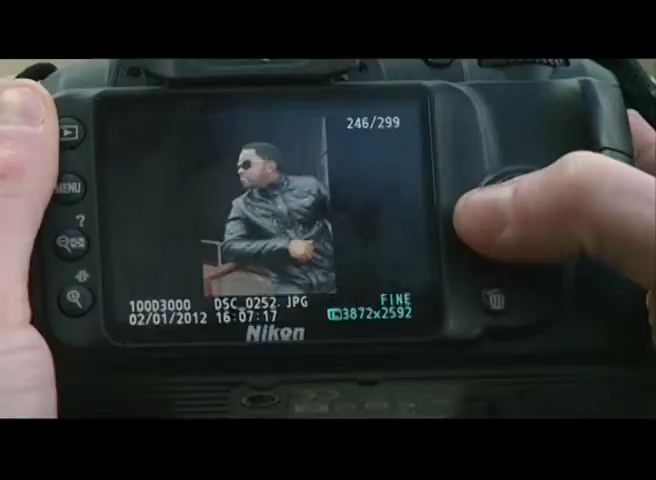 246/299
MENU
?
100D3000 DSC_0252.JPG FINE
02/01/2012 16:07:17 3872x2592
Nikon